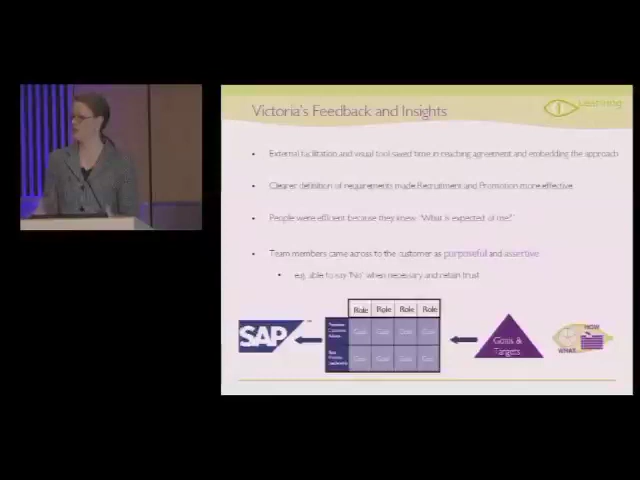 Victoria's Feedback and Insights
Learning
• External facilitation and visual tool saved time in reaching agreement and embedding the approach
• Clearer definition of requirements made Recruitment and Promotion more effective
• People were efficient because they knew "What is expected of me?"
• Team members came across to the customer as purposeful and assertive
• e.g. able to say 'No' when necessary and retain trust
Role Role Role Role
SAP
Goals &
Targets
HOW
WHAT